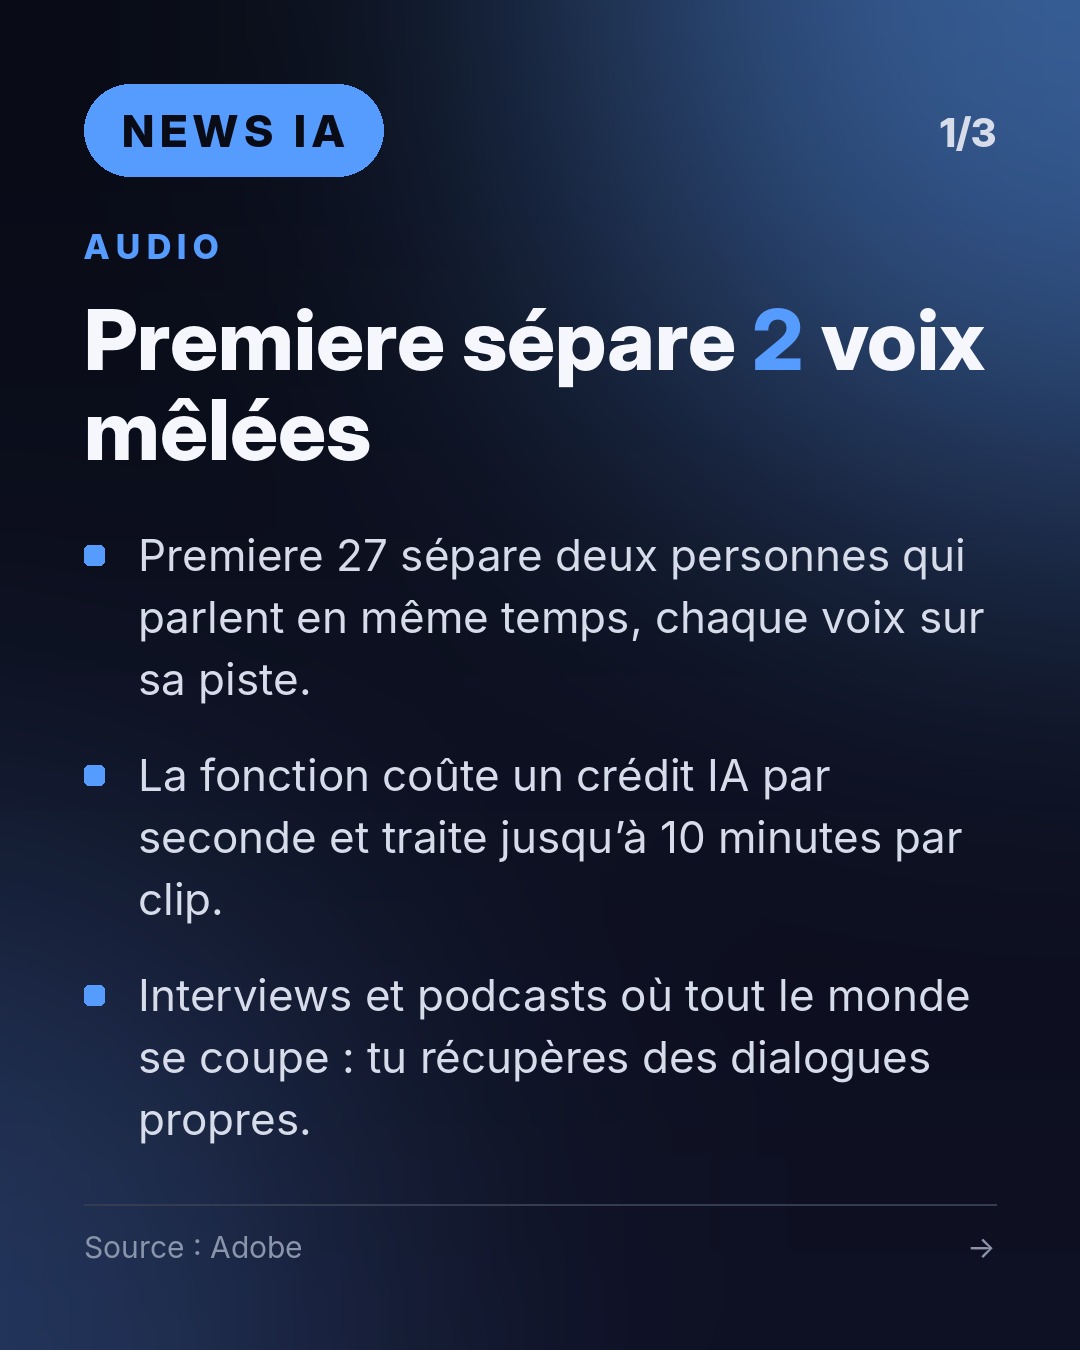 NEWS IA
1/3
AUDIO
Premiere sépare 2 voix
mêlées
Premiere 27 sépare deux personnes qui
parlent en même temps, chaque voix sur
sa piste.
La fonction coûte un crédit IA par
seconde et traite jusqu’à 10 minutes par
clip.
Interviews et podcasts où tout le monde
se coupe : tu récupères des dialogues
propres.
Source : Adobe
→